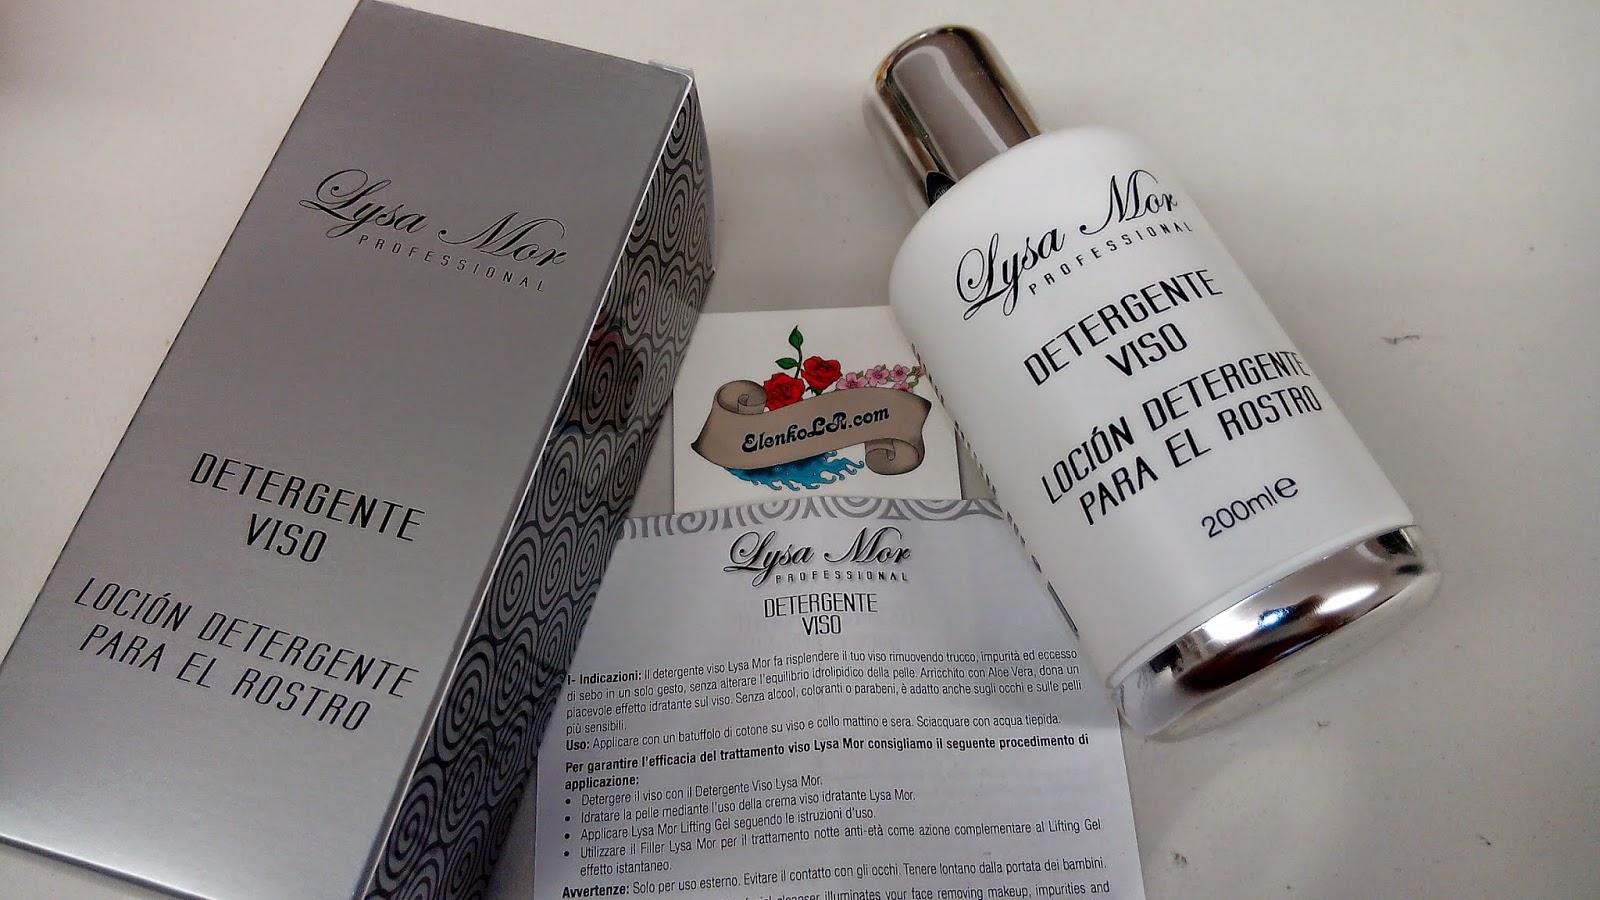 Lysa Mor
PROFESSIONAL
DETERGENTE
VISO
LOCIÓN DETERGENTE
PARA EL ROSTRO
Lysa Mor
PROFESSIONAL
DETERGENTE
VISO
LOCIÓN DETERGENTE
PARA EL ROSTRO
200ml e
ElenkoLR.com
Lysa Mor
PROFESSIONAL
DETERGENTE
VISO
I- Indicazioni: Il detergente viso Lysa Mor fa risplendere il tuo viso rimuovendo trucco, impurità ed eccesso
di sebo in un solo gesto, senza alterare l'equilibrio idrolipidico della pelle. Arricchito con Aloe Vera, dona un
piacevole effetto idratante sul viso. Senza alcool, coloranti o parabeni, è adatto anche sugli occhi e sulle pelli
più sensibili.
Uso: Applicare con un batuffolo di cotone su viso e collo mattino e sera. Sciacquare con acqua tiepida.
Per garantire l'efficacia del trattamento viso Lysa Mor consigliamo il seguente procedimento di
applicazione:
• Detergere il viso con il Detergente Viso Lysa Mor.
• Idratare la pelle mediante l'uso della crema viso idratante Lysa Mor.
• Applicare Lysa Mor Lifting Gel seguendo le istruzioni d'uso.
• Utilizzare il Filler Lysa Mor per il trattamento notte anti-età come azione complementare al Lifting Gel
effetto istantaneo.
Avvertenze: Solo per uso esterno. Evitare il contatto con gli occhi. Tenere lontano dalla portata dei bambini.
cleanser illuminates your face removing makeup, impurities and